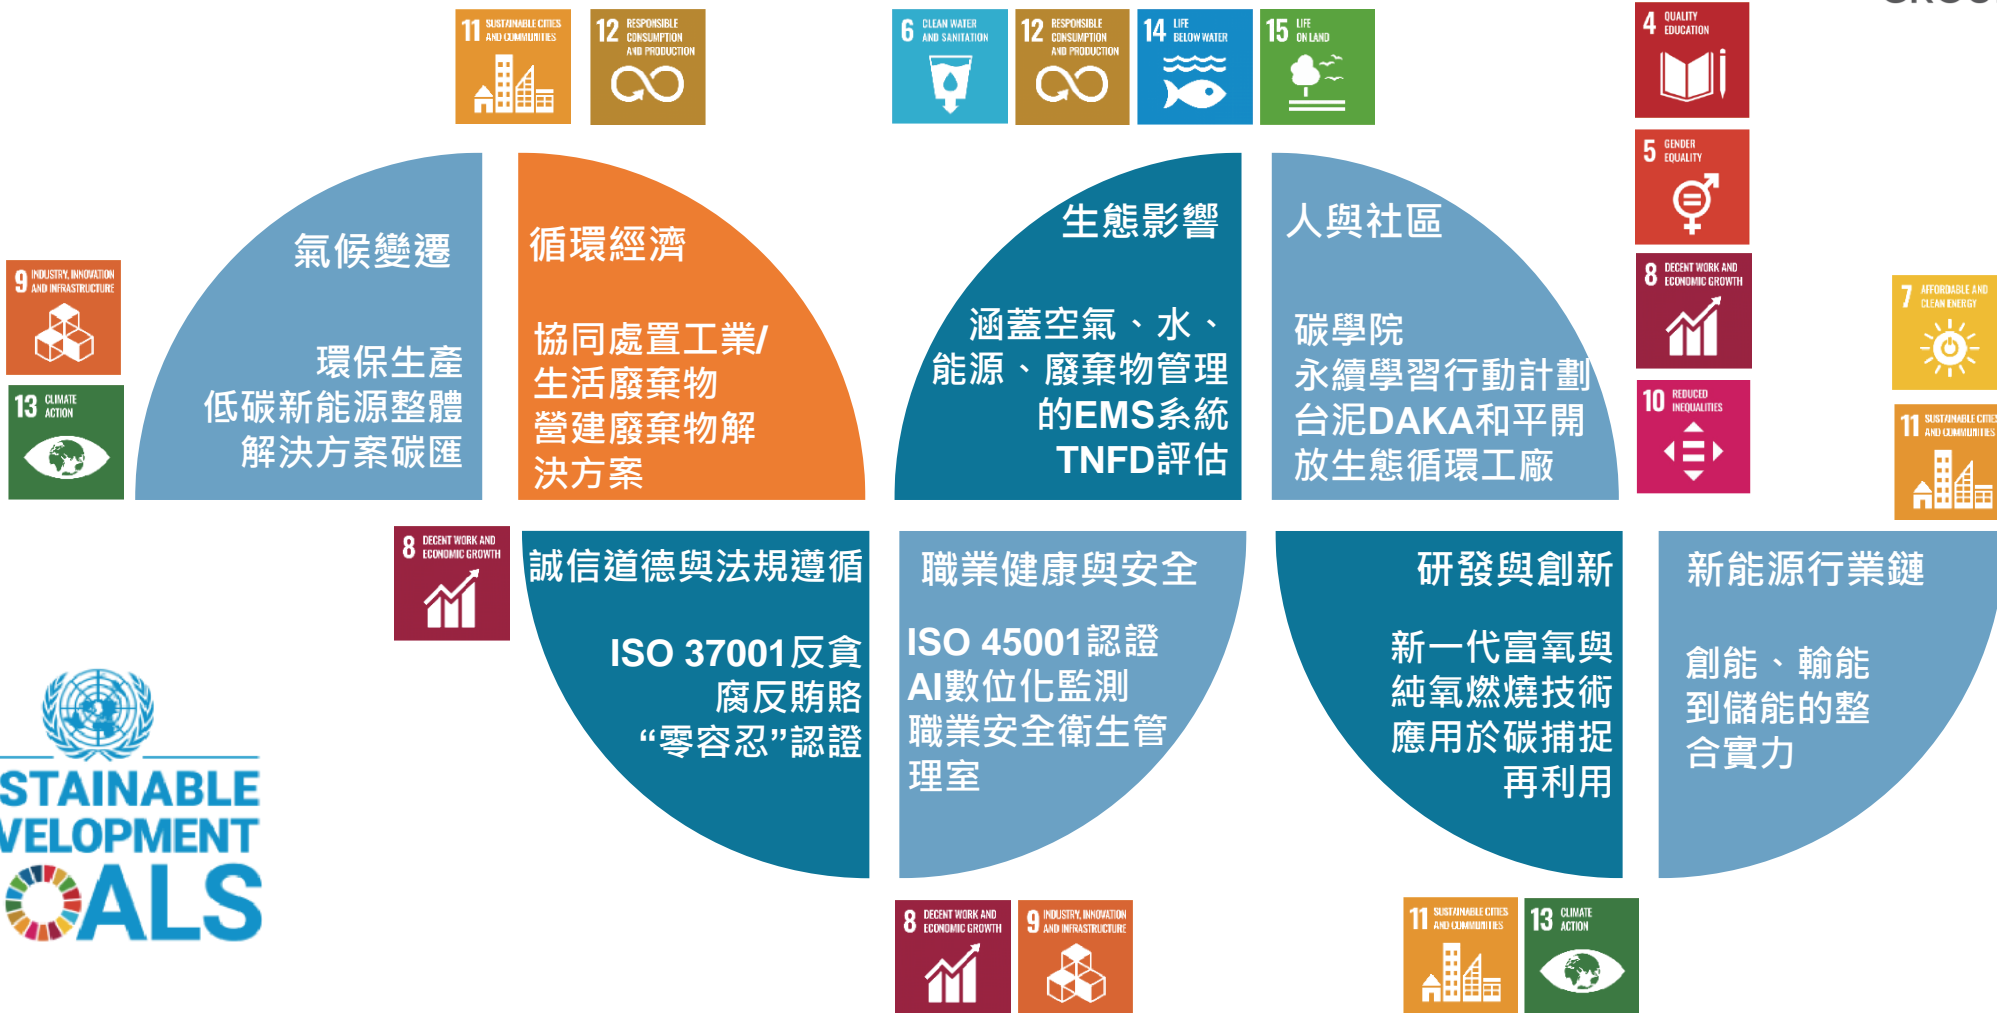 GROUP
11 SUSTAINABLE CITIES
AND COMMUNITIES
12 RESPONSIBLE
CONSUMPTION
AND PRODUCTION
6 CLEAN WATER
AND SANITATION
12 RESPONSIBLE
CONSUMPTION
AND PRODUCTION
14 LIFE
BELOW WATER
15 LIFE
ON LAND
4 QUALITY
EDUCATION
5 GENDER
EQUALITY
8 DECENT WORK AND
ECONOMIC GROWTH
10 REDUCED
INEQUALITIES
9 INDUSTRY, INNOVATION
AND INFRASTRUCTURE
13 CLIMATE
ACTION
氣候變遷
環保生產
低碳新能源整體
解決方案碳匯
循環經濟
協同處置工業/
生活廢棄物
營建廢棄物解
決方案
生態影響
涵蓋空氣、水、
能源、廢棄物管理
的EMS系統
TNFD評估
人與社區
碳學院
永續學習行動計劃
台泥DAKA和平開
放生態循環工廠
7 AFFORDABLE AND
CLEAN ENERGY
11 SUSTAINABLE CITIES
AND COMMUNITIES
8 DECENT WORK AND
ECONOMIC GROWTH
誠信道德與法規遵循
ISO 37001反貪
腐反賄賂
“零容忍”認證
職業健康與安全
ISO 45001認證
AI數位化監測
職業安全衛生管
理室
研發與創新
新一代富氧與
純氧燃燒技術
應用於碳捕捉
再利用
新能源行業鏈
創能、輸能
到儲能的整
合實力
STAINABLE
VELOPMENT
ALS
8 DECENT WORK AND
ECONOMIC GROWTH
9 INDUSTRY, INNOVATION
AND INFRASTRUCTURE
11 SUSTAINABLE CITIES
AND COMMUNITIES
13 CLIMATE
ACTION